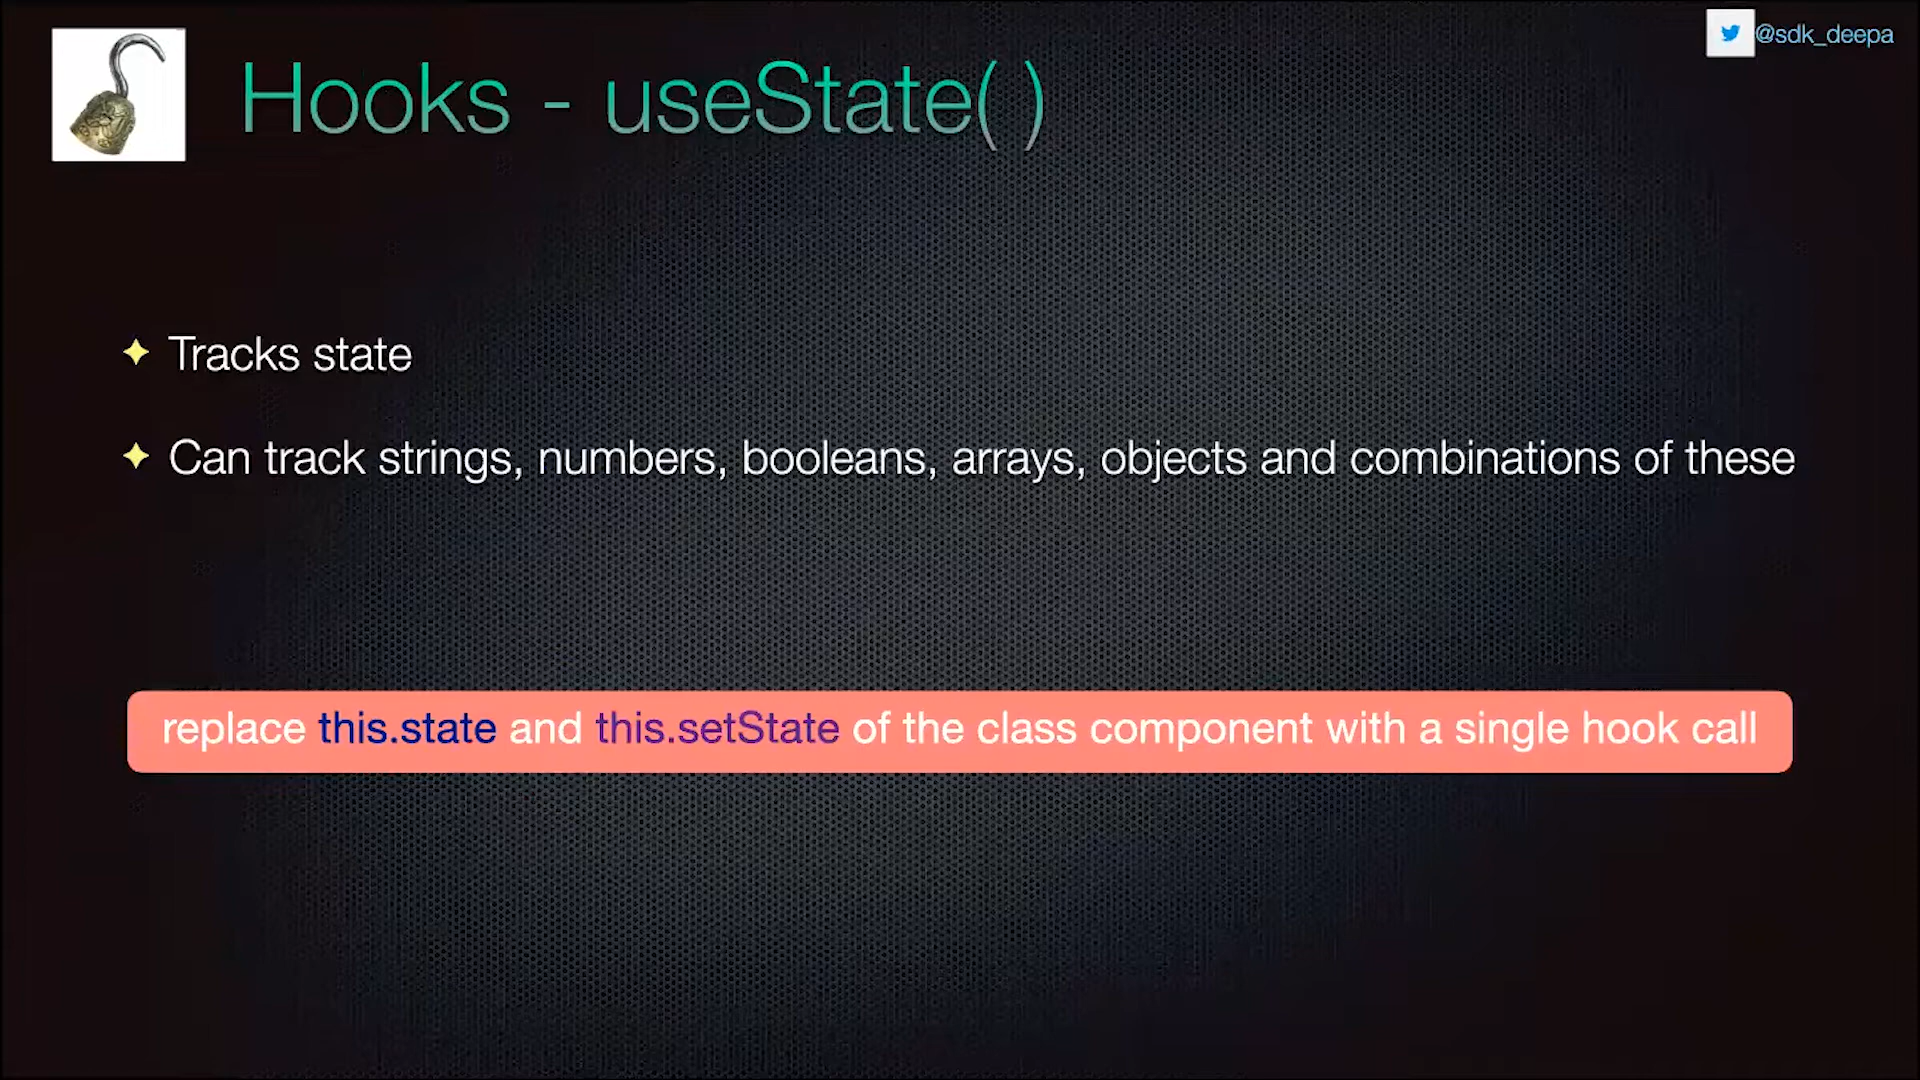 @sdk_deepa
Hooks - useState( )
Tracks state
Can track strings, numbers, booleans, arrays, objects and combinations of these
replace this.state and this.setState of the class component with a single hook call